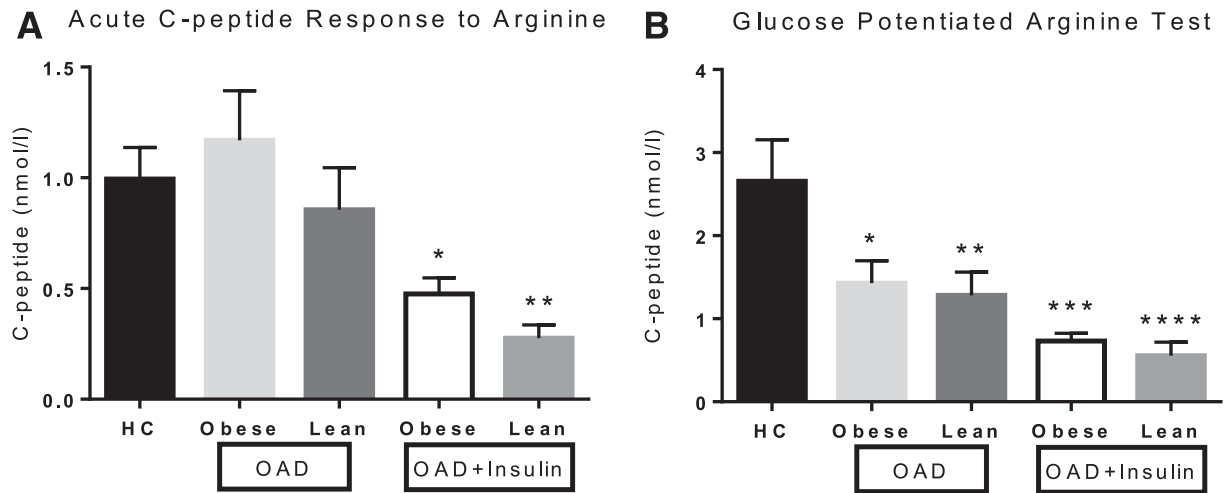 A Acute C-peptide Response to Arginine
C-peptide (nmol/l)
1.5
1.0
0.5
0.0
*
**
HC Obese Lean Obese Lean
OAD OAD+Insulin
B Glucose Potentiated Arginine Test
C-peptide (nmol/l)
4
3
2
1
0
*
**
***
****
HC Obese Lean Obese Lean
OAD OAD+Insulin